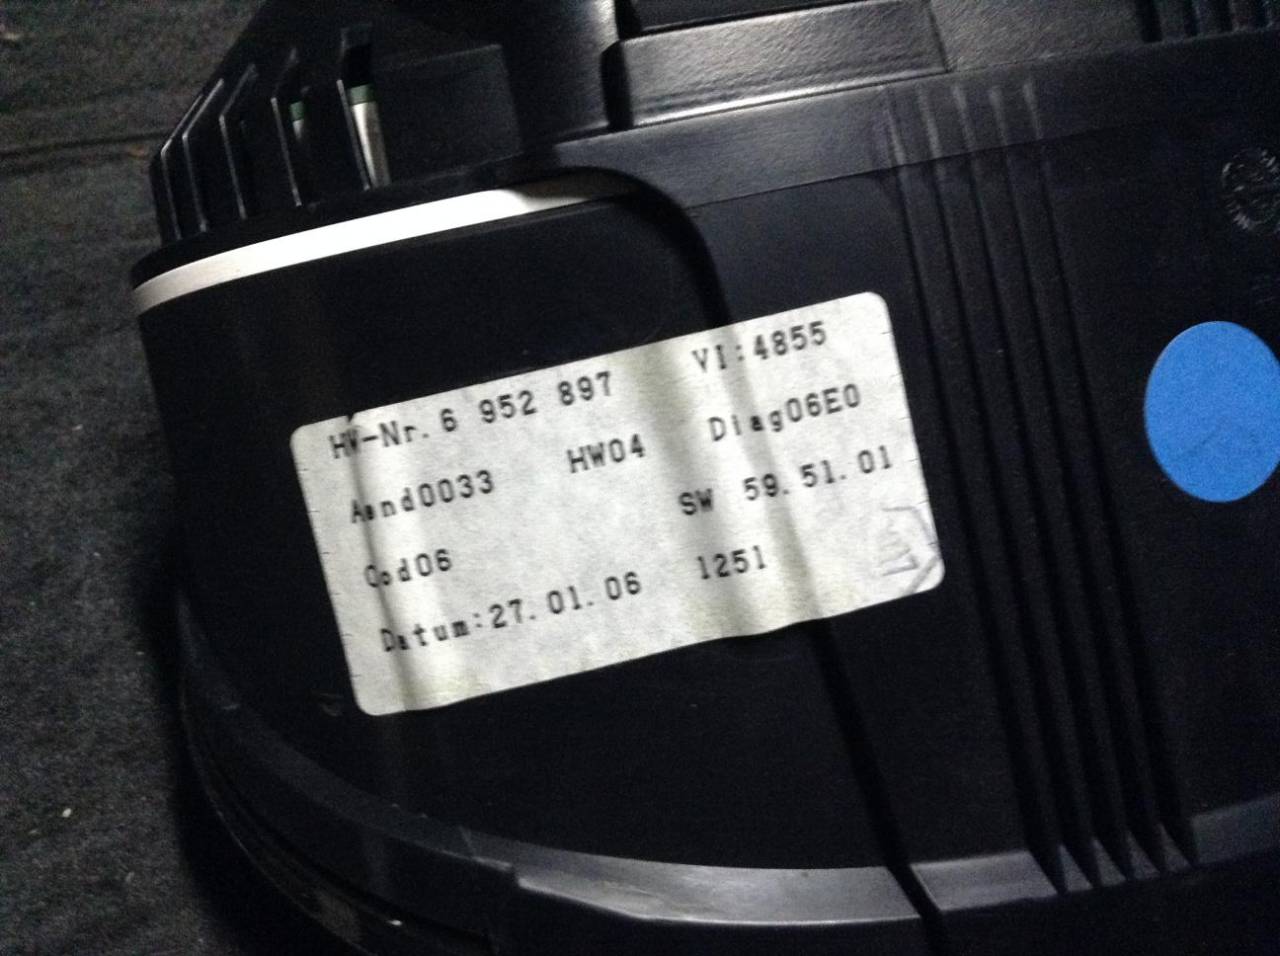 HW-Nr. 6 952 897 VI:4855
Aend0033 HW04 Diag06E0
Cod06 SW 59.51.01
Datum:27.01.06 1251